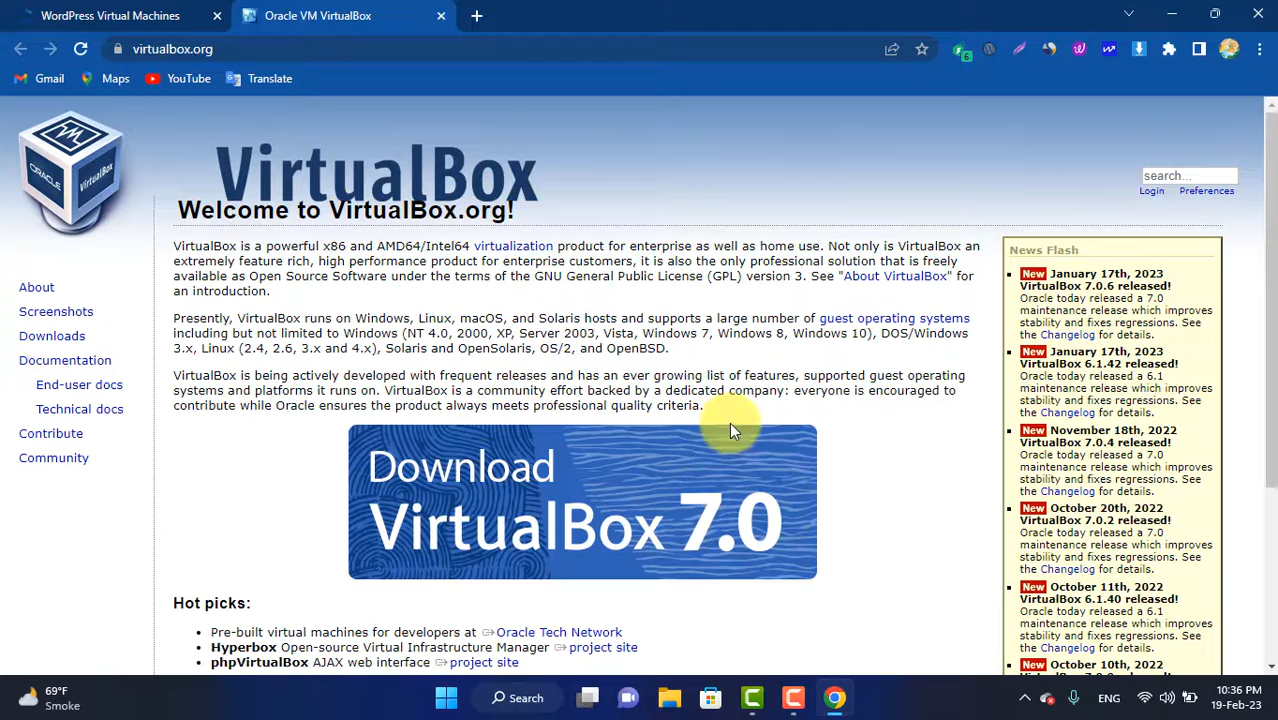 WordPress Virtual Machines
Oracle VM VirtualBox
virtualbox.org
Gmail
Maps
YouTube
Translate
ORACLE
VirtualBox
VirtualBox
search...
Login Preferences
Welcome to VirtualBox.org!
About
Screenshots
Downloads
Documentation
End-user docs
Technical docs
Contribute
Community
VirtualBox is a powerful x86 and AMD64/Intel64 virtualization product for enterprise as well as home use. Not only is VirtualBox an
extremely feature rich, high performance product for enterprise customers, it is also the only professional solution that is freely
available as Open Source Software under the terms of the GNU General Public License (GPL) version 3. See "About VirtualBox" for
an introduction.
Presently, VirtualBox runs on Windows, Linux, macOS, and Solaris hosts and supports a large number of guest operating systems
including but not limited to Windows (NT 4.0, 2000, XP, Server 2003, Vista, Windows 7, Windows 8, Windows 10), DOS/Windows
3.x, Linux (2.4, 2.6, 3.x and 4.x), Solaris and OpenSolaris, OS/2, and OpenBSD.
VirtualBox is being actively developed with frequent releases and has an ever growing list of features, supported guest operating
systems and platforms it runs on. VirtualBox is a community effort backed by a dedicated company: everyone is encouraged to
contribute while Oracle ensures the product always meets professional quality criteria.
Download
VirtualBox 7.0
Hot picks:
Pre-built virtual machines for developers at Oracle Tech Network
Hyperbox Open-source Virtual Infrastructure Manager project site
phpVirtualBox AJAX web interface project site
News Flash
New January 17th, 2023
VirtualBox 7.0.6 released!
Oracle today released a 7.0
maintenance release which improves
stability and fixes regressions. See
the Changelog for details.
New January 17th, 2023
VirtualBox 6.1.42 released!
Oracle today released a 6.1
maintenance release which improves
stability and fixes regressions. See
the Changelog for details.
New November 18th, 2022
VirtualBox 7.0.4 released!
Oracle today released a 7.0
maintenance release which improves
stability and fixes regressions. See
the Changelog for details.
New October 20th, 2022
VirtualBox 7.0.2 released!
Oracle today released a 7.0
maintenance release which improves
stability and fixes regressions. See
the Changelog for details.
New October 11th, 2022
VirtualBox 6.1.40 released!
Oracle today released a 6.1
maintenance release which improves
stability and fixes regressions. See
the Changelog for details.
New October 10th, 2022
69°F
Smoke
Search
ENG
10:36 PM
19-Feb-23